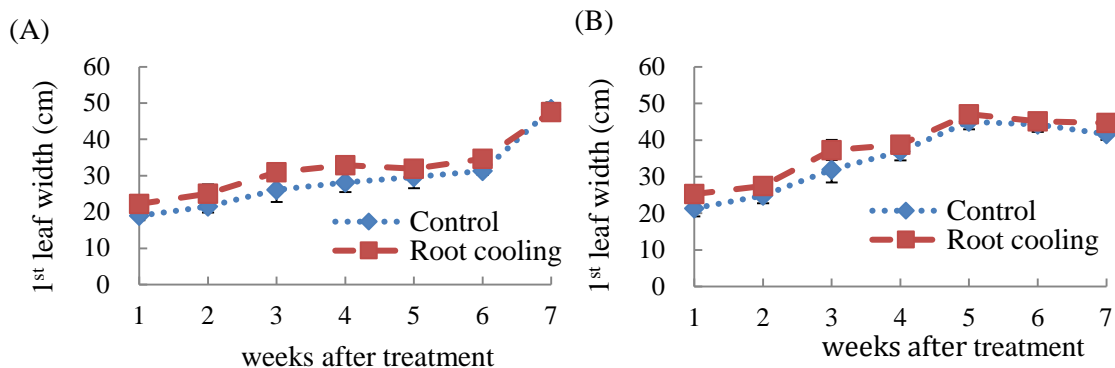 (A)
60
50
40
30
20
10
0
1st leaf width (cm)
Control
Root cooling
1 2 3 4 5 6 7
weeks after treatment
(B)
60
50
40
30
20
10
0
1st leaf width (cm)
Control
Root cooling
1 2 3 4 5 6 7
weeks after treatment